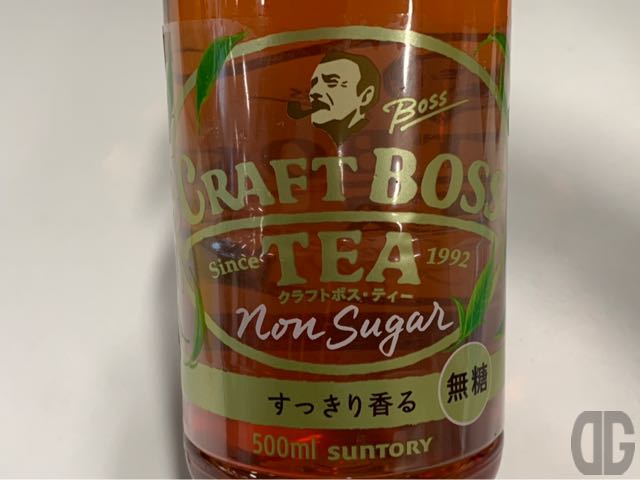 Boss
CRAFT BOSS
Since TEA 1992
クラフトボス・ティー
Non Sugar
無糖
すっきり香る
500ml SUNTORY
DG